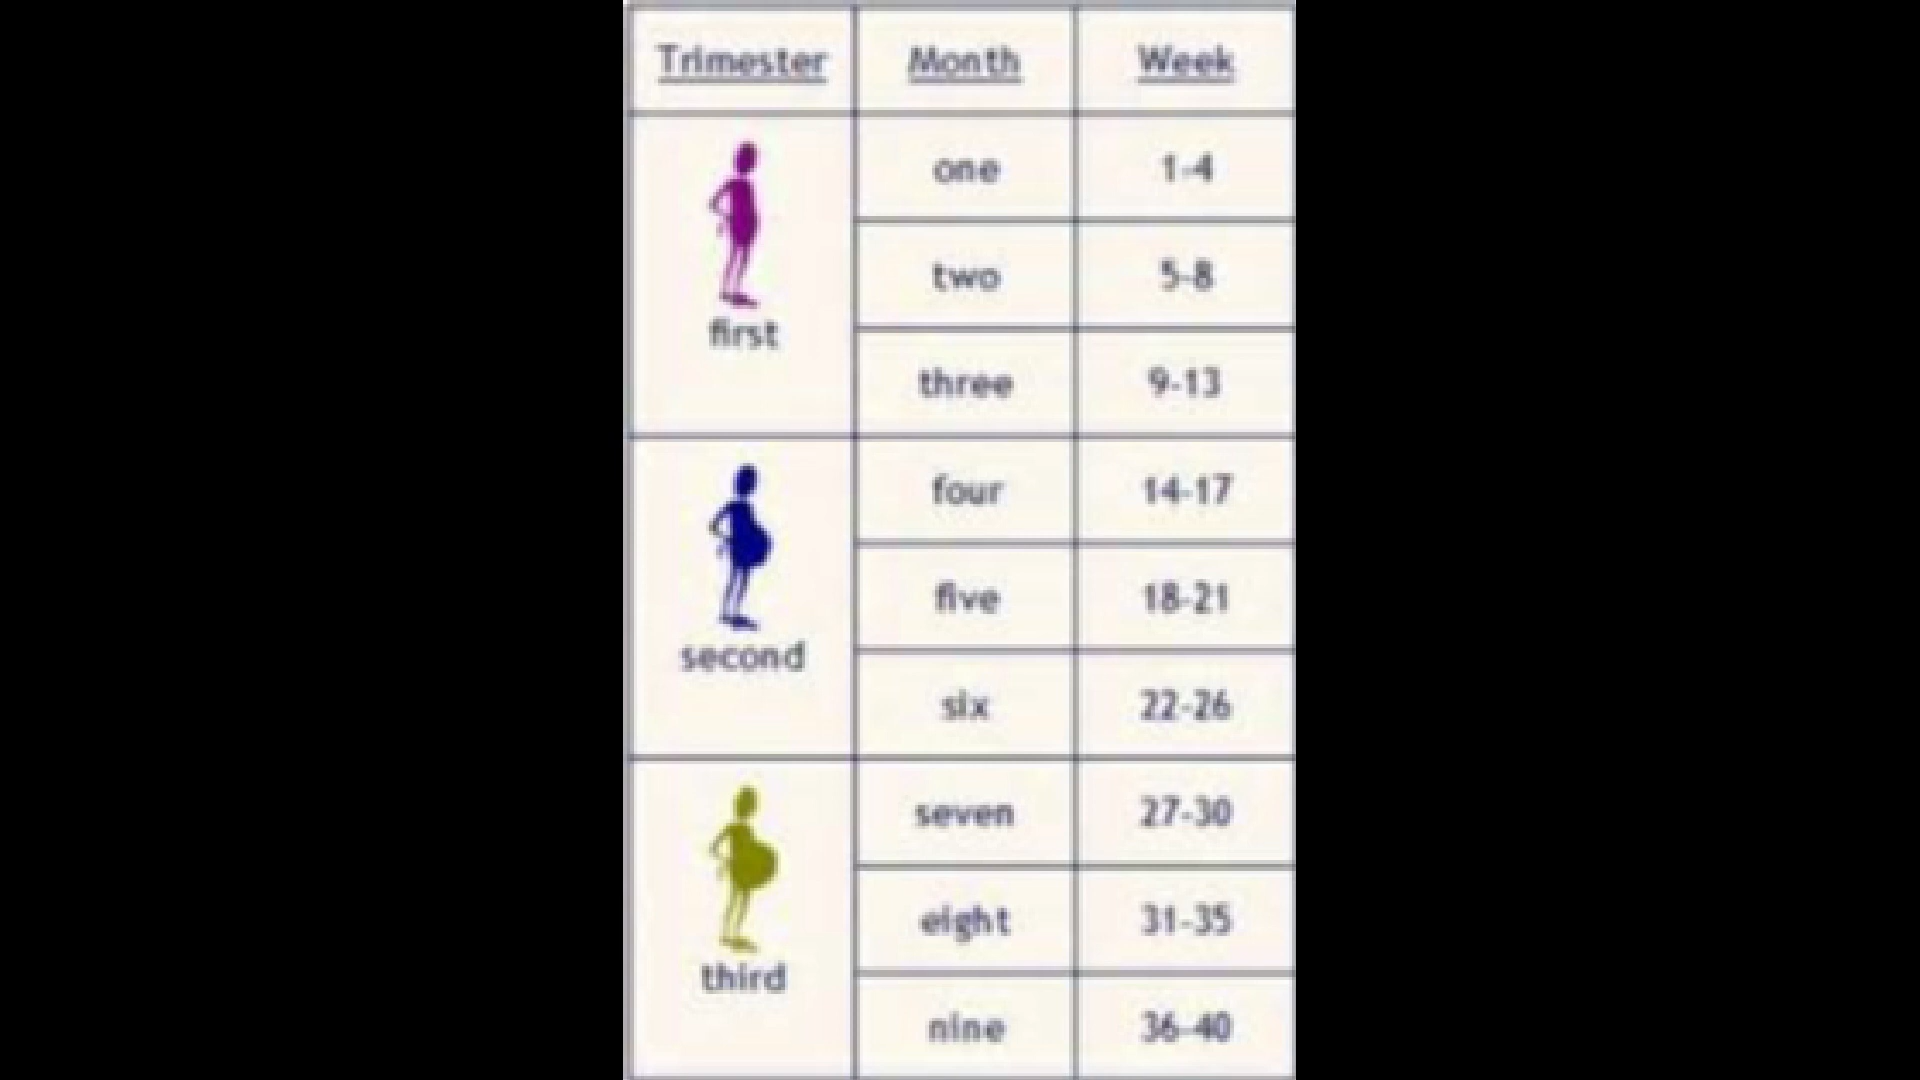 Trimester Month Week
first
one 1-4
two 5-8
three 9-13
second
four 14-17
five 18-21
six 22-26
third
seven 27-30
eight 31-35
nine 36-40